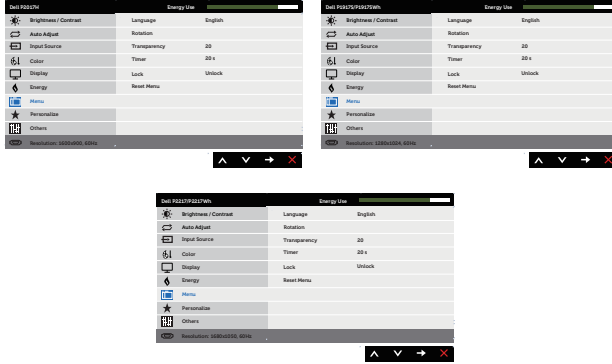 Dell P2017H Energy Use
Brightness / Contrast Language English
Auto Adjust Rotation
Input Source Transparency 20
Color Timer 20 s
Display Lock Unlock
Energy Reset Menu
Menu
Personalize
Others
Resolution: 1600x900, 60Hz
Dell P1917S/P1917SWh Energy Use
Brightness / Contrast Language English
Auto Adjust Rotation
Input Source Transparency 20
Color Timer 20 s
Display Lock Unlock
Energy Reset Menu
Menu
Personalize
Others
Resolution: 1280x1024, 60Hz
Dell P2217/P2217Wh Energy Use
Brightness / Contrast Language English
Auto Adjust Rotation
Input Source Transparency 20
Color Timer 20 s
Display Lock Unlock
Energy Reset Menu
Menu
Personalize
Others
Resolution: 1680x1050, 60Hz